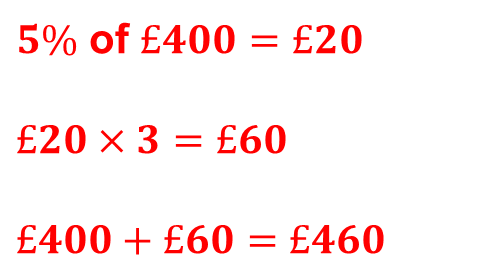 5% of £400 = £20
£20 × 3 = £60
£400 + £60 = £460